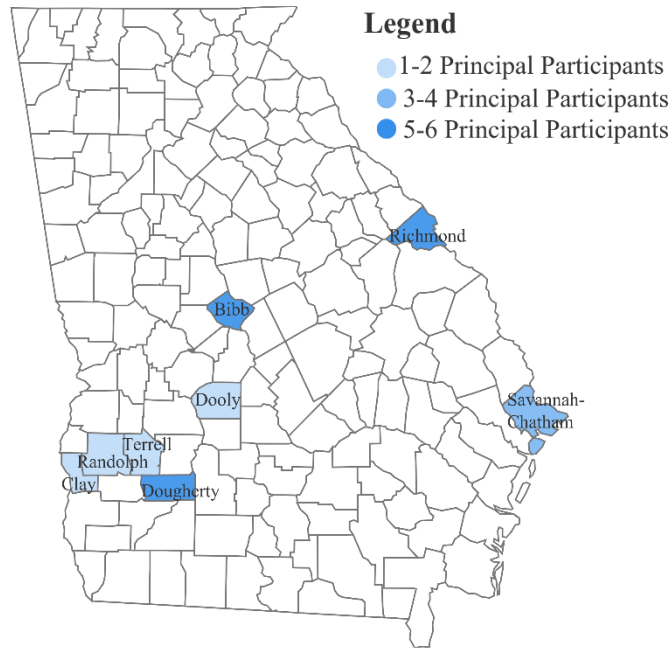 Legend
1-2 Principal Participants
3-4 Principal Participants
5-6 Principal Participants
Richmond
Bibb
Dooly
Savannah-
Chatham
Terrell
Randolph
Clay
Dougherty